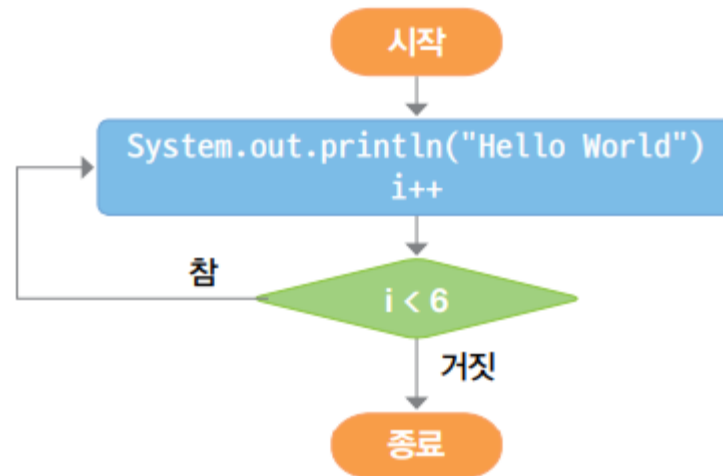 시작
System.out.println("Hello World")
i++
참
i < 6
거짓
종료